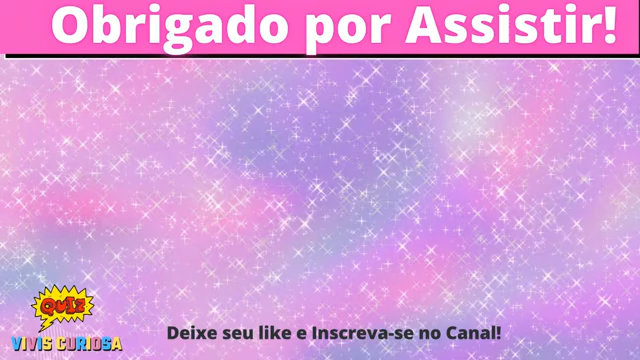 Obrigado por Assistir!
QUIZ
VIVIS CURIOSA
Deixe seu like e Inscreva-se no Canal!